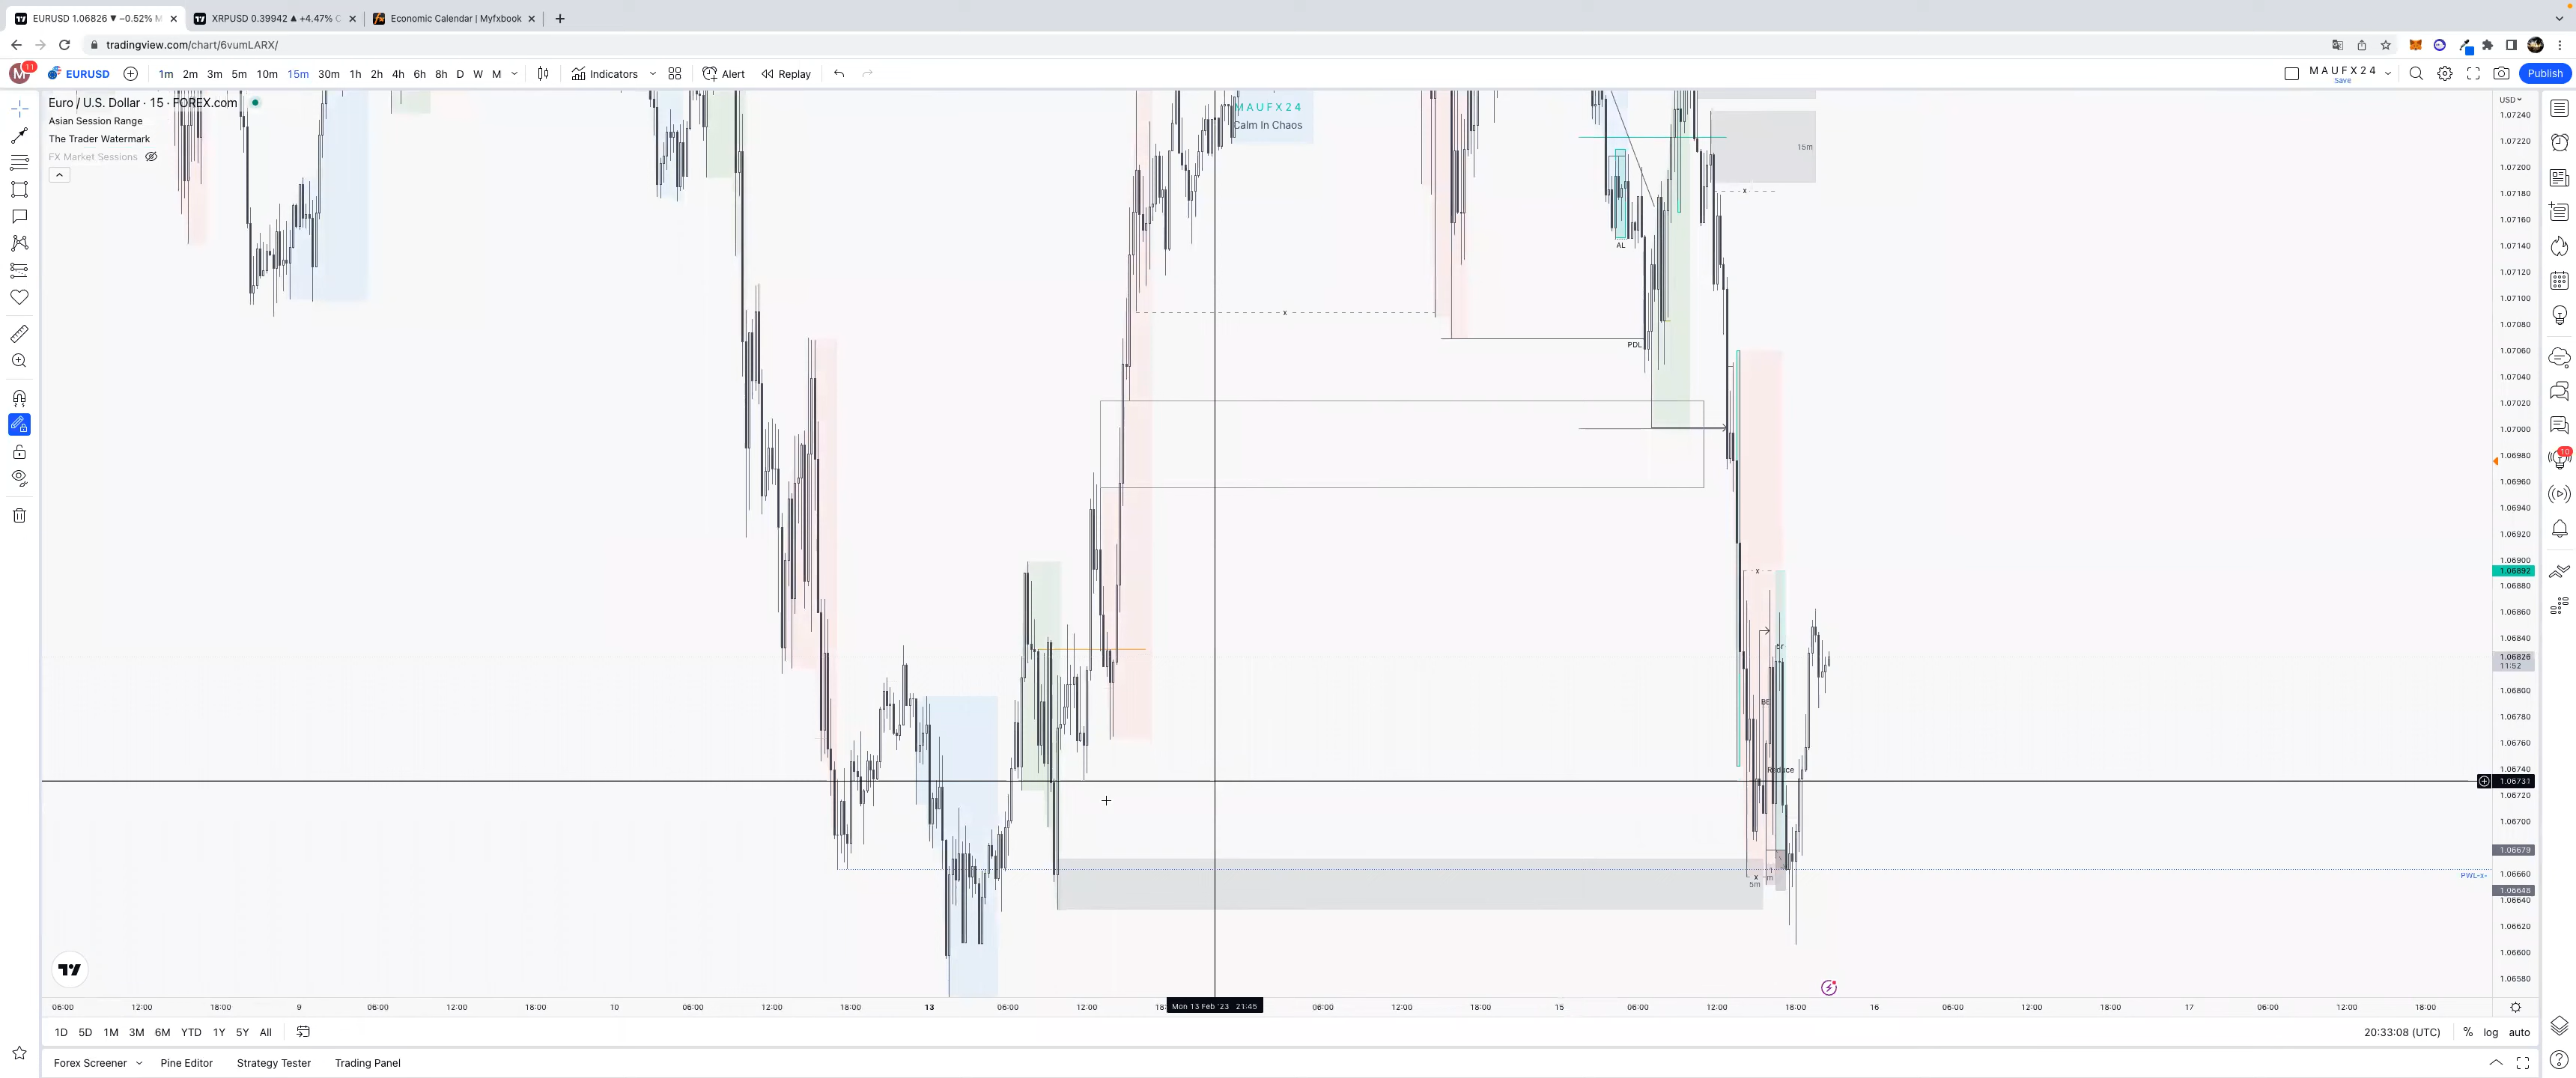 EURUSD 1.06826 ▼ −0.52% M
XRPUSD 0.39942 ▲ +4.47% C
Economic Calendar | Myfxbook
tradingview.com/chart/6vumLARX/
M 11 EURUSD 1m 2m 3m 5m 10m 15m 30m 1h 2h 4h 6h 8h D W M Indicators Alert Replay MAUFX24 Save Publish
Euro / U.S. Dollar · 15 · FOREX.com
Asian Session Range
The Trader Watermark
FX Market Sessions
MAUFX24
Calm In Chaos
15m
x
AL
x
PDL
x
Br
BE
Reduce
x
5m
1
m
PWL-x-
USD
1.07240
1.07220
1.07200
1.07180
1.07160
1.07140
1.07120
1.07100
1.07080
1.07060
1.07040
1.07020
1.07000
1.06980
1.06960
1.06940
1.06920
1.06900
1.06892
1.06880
1.06860
1.06840
1.06826
11:52
1.06800
1.06780
1.06760
1.06740
1.06731
1.06720
1.06700
1.06679
1.06660
1.06648
1.06640
1.06620
1.06600
1.06580
10
06:00 12:00 18:00 9 06:00 12:00 18:00 10 06:00 12:00 18:00 13 06:00 12:00 18: Mon 13 Feb '23 21:45 06:00 12:00 18:00 15 06:00 12:00 18:00 16 06:00 12:00 18:00 17 06:00 12:00 18:00
1D 5D 1M 3M 6M YTD 1Y 5Y All 20:33:08 (UTC) % log auto
Forex Screener Pine Editor Strategy Tester Trading Panel